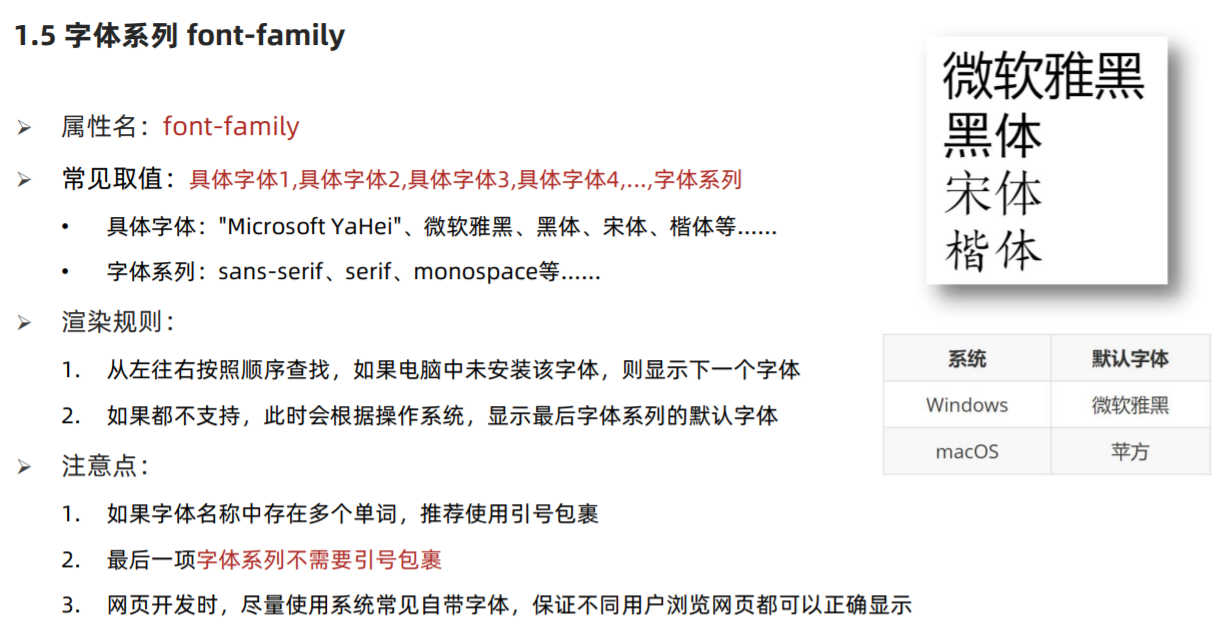 1.5 字体系列 font-family
➢ 属性名：font-family
➢ 常见取值：具体字体1,具体字体2,具体字体3,具体字体4,...,字体系列
• 具体字体："Microsoft YaHei"、微软雅黑、黑体、宋体、楷体等......
• 字体系列：sans-serif、serif、monospace等......
➢ 渲染规则：
1. 从左往右按照顺序查找，如果电脑中未安装该字体，则显示下一个字体
2. 如果都不支持，此时会根据操作系统，显示最后字体系列的默认字体
➢ 注意点：
1. 如果字体名称中存在多个单词，推荐使用引号包裹
2. 最后一项字体系列不需要引号包裹
3. 网页开发时，尽量使用系统常见自带字体，保证不同用户浏览网页都可以正确显示
微软雅黑
黑体
宋体
楷体
系统 默认字体
Windows 微软雅黑
macOS 苹方